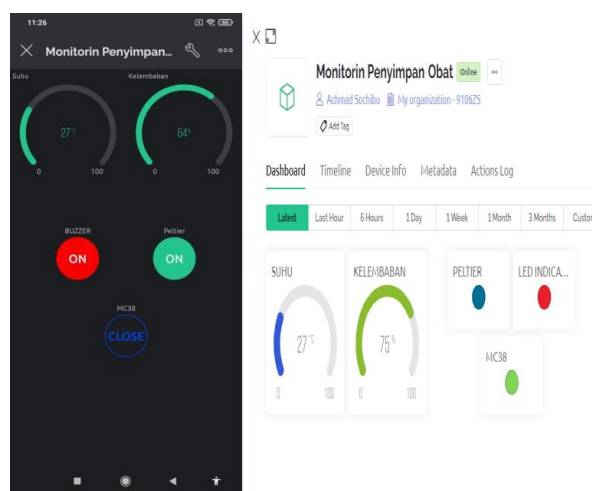 11:26
Monitorin Penyimpan...
Suhu
Kelembaban
27°C
64%
0
100
0
100
BUZZER
Peltier
ON
ON
MC38
CLOSE
X
Monitorin Penyimpan Obat
Online
Achmad Sochibu
My organization - 9106ZS
Add Tag
Dashboard
Timeline
Device Info
Metadata
Actions Log
Latest
Last Hour
6 Hours
1 Day
1 Week
1 Month
3 Months
Custom
SUHU
KELEMBABAN
PELTIER
LED INDICA...
27 °C
75 %
0
100
0
100
MC38